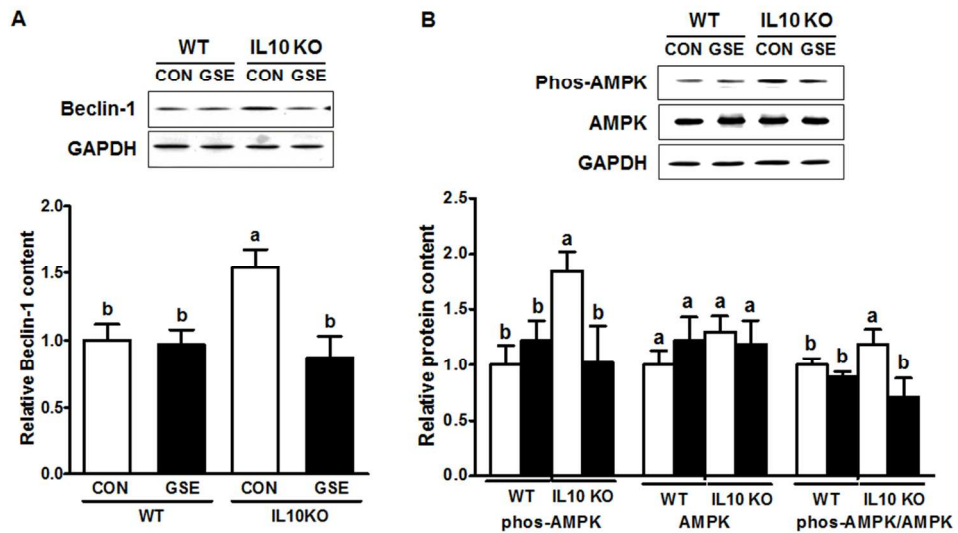 A
WT IL10 KO
CON GSE CON GSE
Beclin-1
GAPDH
Relative Beclin-1 content
2.0
1.5
1.0
0.5
0.0
b b a b
CON GSE CON GSE
WT IL10KO
B
WT IL10 KO
CON GSE CON GSE
Phos-AMPK
AMPK
GAPDH
Relative protein content
2.5
2.0
1.5
1.0
0.5
0.0
b b a b a a a a b b a b
WT IL10 KO WT IL10 KO WT IL10 KO
phos-AMPK AMPK phos-AMPK/AMPK